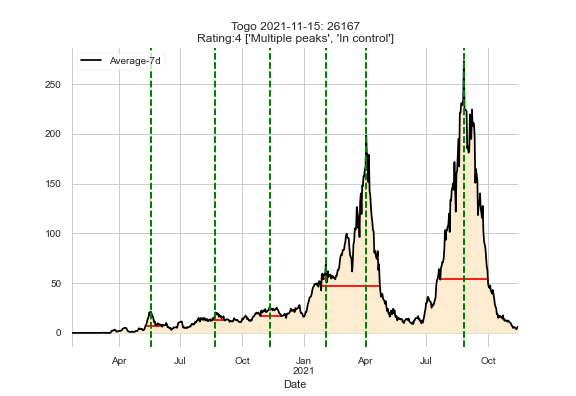 Togo 2021-11-15: 26167
Rating:4 ['Multiple peaks', 'In control']
Average-7d
250
200
150
100
50
0
Apr
Jul
Oct
Jan
2021
Apr
Jul
Oct
Date